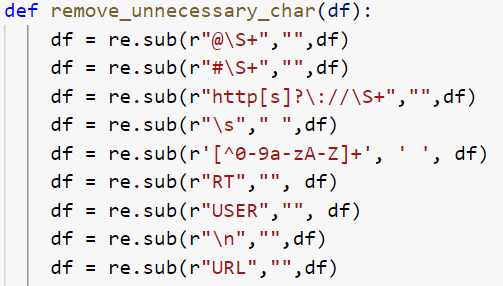 def remove_unnecessary_char(df):
    df = re.sub(r"@\S+","",df)
    df = re.sub(r"#\S+","",df)
    df = re.sub(r"http[s]?\://\S+","",df)
    df = re.sub(r"\s"," ",df)
    df = re.sub(r'[^0-9a-zA-Z]+', ' ', df)
    df = re.sub(r"RT","", df)
    df = re.sub(r"USER","", df)
    df = re.sub(r"\n","",df)
    df = re.sub(r"URL","",df)